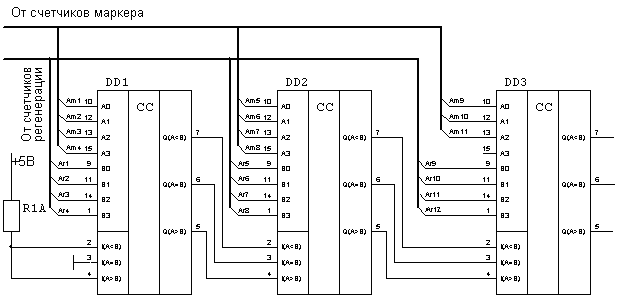 От счетчиков маркера
От счетчиков регенерации
+5В
R1A
DD1
CC
Am1 10 A0
Am2 12 A1
Am3 13 A2
Am4 15 A3
Ar1 9 B0
Ar2 11 B1
Ar3 14 B2
Ar4 1 B3
2 I(A<B)
3 I(A=B)
4 I(A>B)
Q(A<B) 7
Q(A=B) 6
Q(A>B) 5
DD2
CC
Am5 10 A0
Am6 12 A1
Am7 13 A2
Am8 15 A3
Ar5 9 B0
Ar6 11 B1
Ar7 14 B2
Ar8 1 B3
2 I(A<B)
3 I(A=B)
4 I(A>B)
Q(A<B) 7
Q(A=B) 6
Q(A>B) 5
DD3
CC
Am9 10 A0
Am10 12 A1
Am11 13 A2
15 A3
Ar9 9 B0
Ar10 11 B1
Ar11 14 B2
Ar12 1 B3
2 I(A<B)
3 I(A=B)
4 I(A>B)
Q(A<B) 7
Q(A=B) 6
Q(A>B) 5